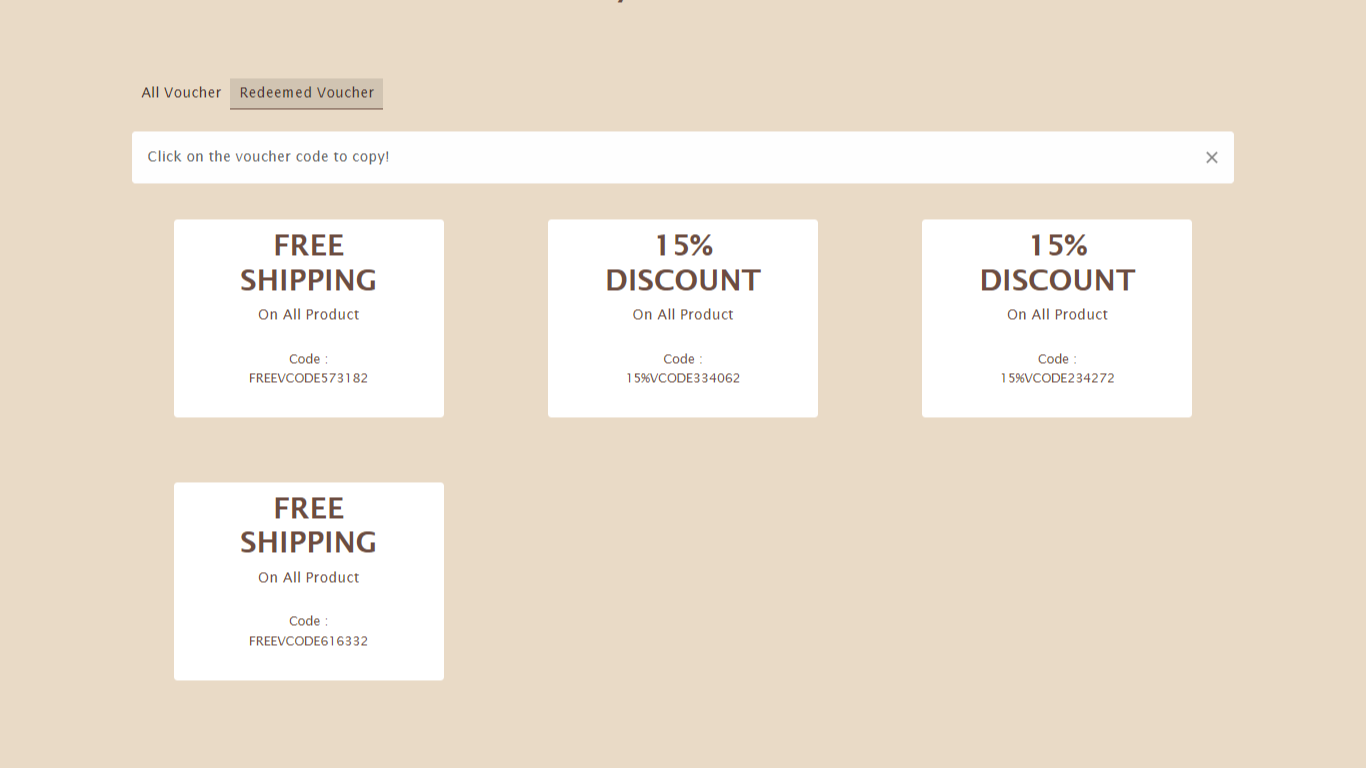 All Voucher
Redeemed Voucher
Click on the voucher code to copy!
FREE
SHIPPING
On All Product
Code :
FREEVCODE573182
15%
DISCOUNT
On All Product
Code :
15%VCODE334062
15%
DISCOUNT
On All Product
Code :
15%VCODE234272
FREE
SHIPPING
On All Product
Code :
FREEVCODE616332